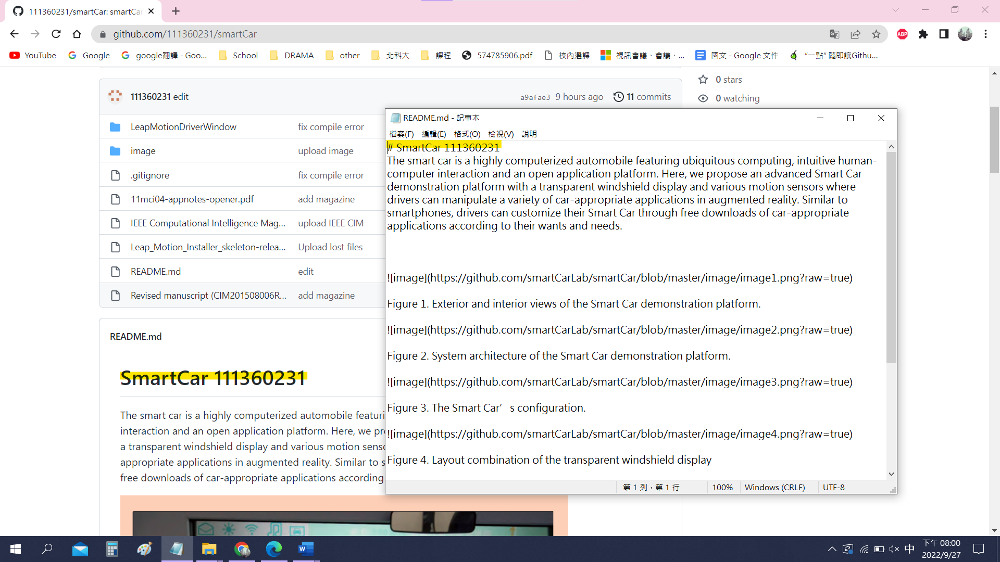 111360231/smartCar: smartCar
github.com/111360231/smartCar
ABP
YouTube
Google
google翻譯 - Goo...
School
DRAMA
other
北科大
課程
574785906.pdf
校內選課
視訊會議、會議、...
國文 - Google 文件
"一點" 隨即讓Githu...
0 stars
0 watching
111360231 edit
a9afae3 9 hours ago
11 commits
LeapMotionDriverWindow
fix compile error
image
upload image
.gitignore
fix compile error
11mci04-appnotes-opener.pdf
add magazine
IEEE Computational Intelligence Mag...
upload IEEE CIM
Leap_Motion_Installer_skeleton-relea...
Upload lost files
README.md
edit
Revised manuscript (CIM201508006R...
add magazine
README.md
SmartCar 111360231
The smart car is a highly computerized automobile featuri
interaction and an open application platform. Here, we pr
a transparent windshield display and various motion senso
appropriate applications in augmented reality. Similar to s
free downloads of car-appropriate applications according
README.md - 記事本
檔案(F) 編輯(E) 格式(O) 檢視(V) 說明
# SmartCar 111360231
The smart car is a highly computerized automobile featuring ubiquitous computing, intuitive human-
computer interaction and an open application platform. Here, we propose an advanced Smart Car
demonstration platform with a transparent windshield display and various motion sensors where
drivers can manipulate a variety of car-appropriate applications in augmented reality. Similar to
smartphones, drivers can customize their Smart Car through free downloads of car-appropriate
applications according to their wants and needs.
![image](https://github.com/smartCarLab/smartCar/blob/master/image/image1.png?raw=true)
Figure 1. Exterior and interior views of the Smart Car demonstration platform.
![image](https://github.com/smartCarLab/smartCar/blob/master/image/image2.png?raw=true)
Figure 2. System architecture of the Smart Car demonstration platform.
![image](https://github.com/smartCarLab/smartCar/blob/master/image/image3.png?raw=true)
Figure 3. The Smart Car’s configuration.
![image](https://github.com/smartCarLab/smartCar/blob/master/image/image4.png?raw=true)
Figure 4. Layout combination of the transparent windshield display
第 1 列，第 1 行
100%
Windows (CRLF)
UTF-8
中
下午 08:00
2022/9/27